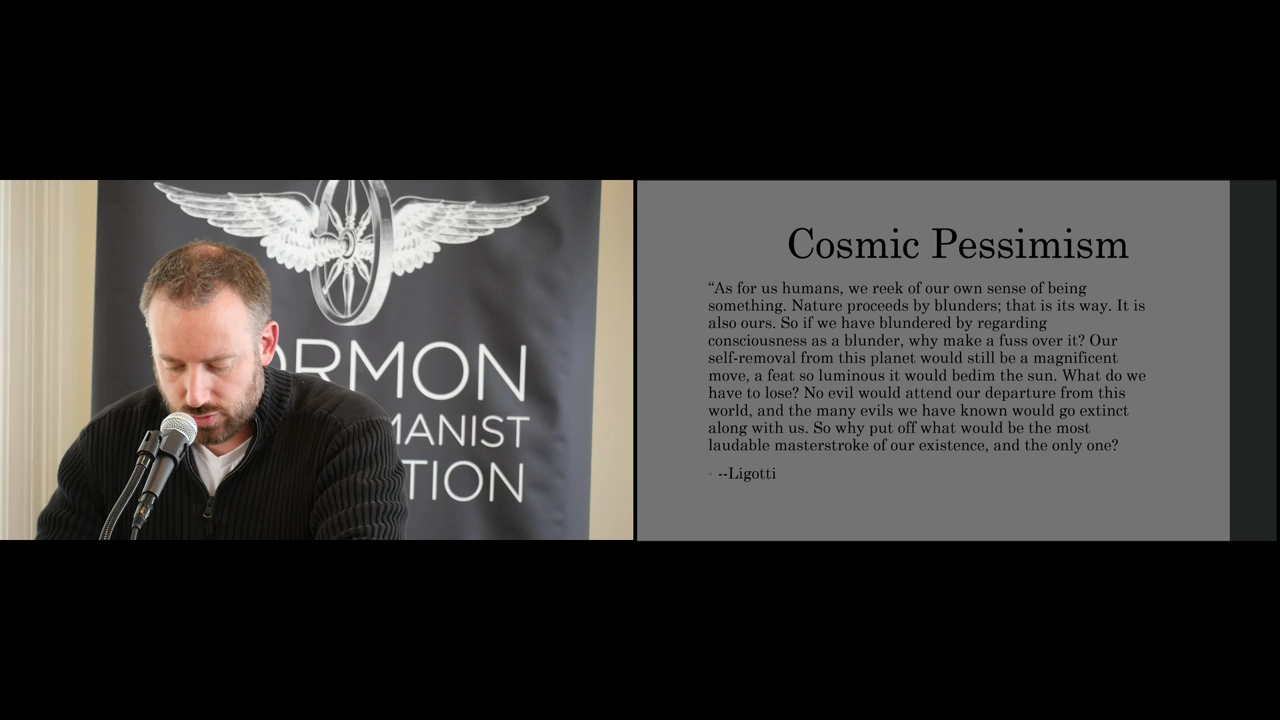 ORMON
MANIST
TION
Cosmic Pessimism
“As for us humans, we reek of our own sense of being
something. Nature proceeds by blunders; that is its way. It is
also ours. So if we have blundered by regarding
consciousness as a blunder, why make a fuss over it? Our
self-removal from this planet would still be a magnificent
move, a feat so luminous it would bedim the sun. What do we
have to lose? No evil would attend our departure from this
world, and the many evils we have known would go extinct
along with us. So why put off what would be the most
laudable masterstroke of our existence, and the only one?
--Ligotti